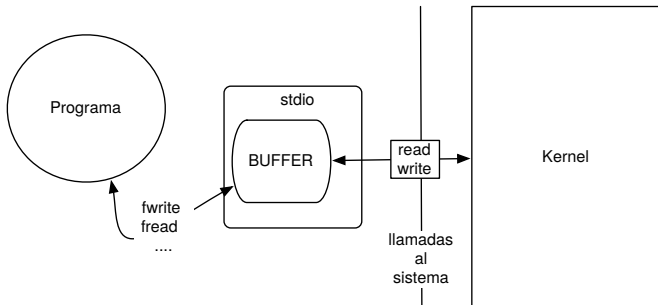 Programa
stdio
BUFFER
fwrite
fread
....
read
write
llamadas
al
sistema
Kernel